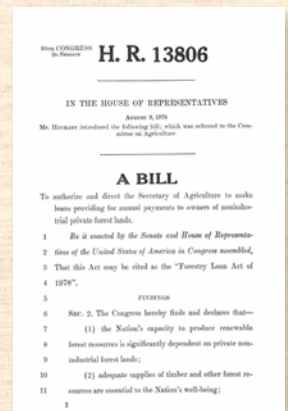 95TH CONGRESS
2D SESSION
H. R. 13806
IN THE HOUSE OF REPRESENTATIVES
AUGUST 9, 1978
introduced the following bill; which was referred to the Com-
mittee on Agriculture
A BILL
To authorize and direct the Secretary of Agriculture to make
loans providing for annual payments to owners of nonindus-
trial private forest lands.
1 Be it enacted by the Senate and House of Representa-
2 tives of the United States of America in Congress assembled,
3 That this Act may be cited as the "Forestry Loan Act of
4 1978".
5 FINDINGS
6 SEC. 2. The Congress hereby finds and declares that—
7 (1) the Nation's capacity to produce renewable
8 forest resources is significantly dependent on private non-
9 industrial forest lands;
10 (2) adequate supplies of timber and other forest re-
11 sources are essential to the Nation's well-being;
I